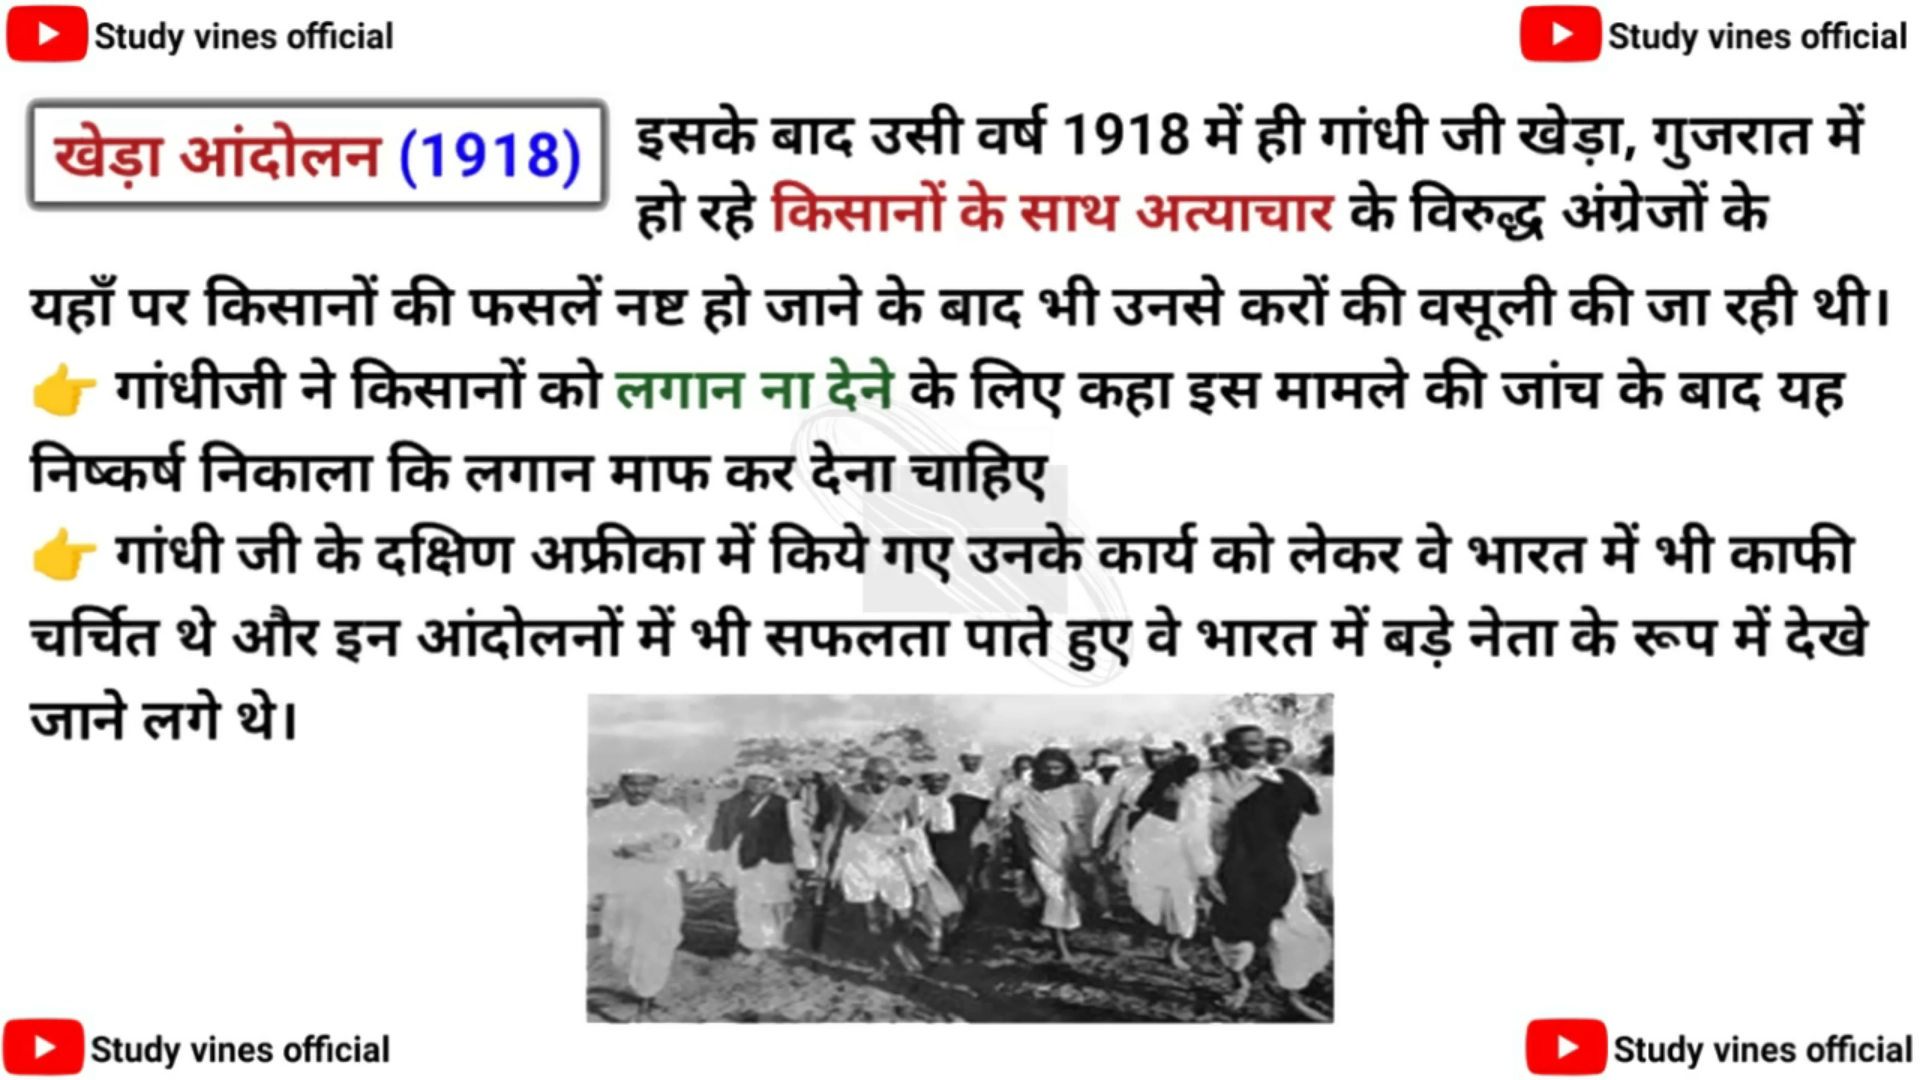 Study vines official
Study vines official
खेड़ा आंदोलन (1918)
इसके बाद उसी वर्ष 1918 में ही गांधी जी खेड़ा, गुजरात में
हो रहे किसानों के साथ अत्याचार के विरुद्ध अंग्रेजों के
यहाँ पर किसानों की फसलें नष्ट हो जाने के बाद भी उनसे करों की वसूली की जा रही थी।
👉 गांधीजी ने किसानों को लगान ना देने के लिए कहा इस मामले की जांच के बाद यह
निष्कर्ष निकाला कि लगान माफ कर देना चाहिए
👉 गांधी जी के दक्षिण अफ्रीका में किये गए उनके कार्य को लेकर वे भारत में भी काफी
चर्चित थे और इन आंदोलनों में भी सफलता पाते हुए वे भारत में बड़े नेता के रूप में देखे
जाने लगे थे।
Study vines official
Study vines official